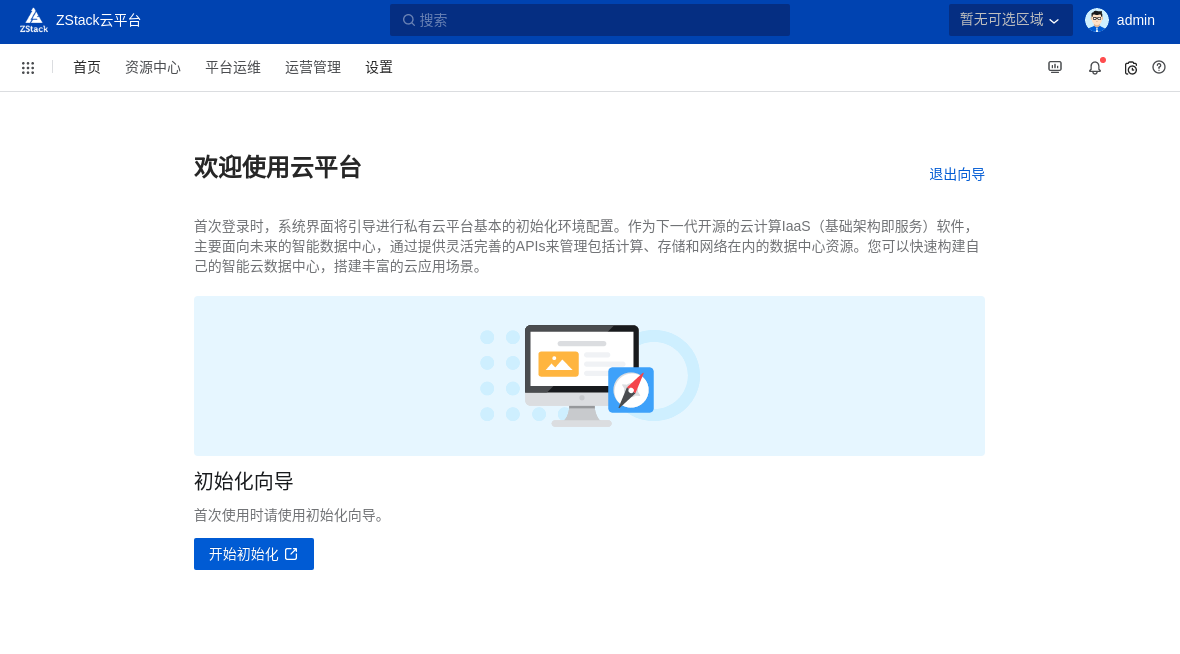 ZStack
ZStack云平台
搜索
暂无可选区域
admin
首页
资源中心
平台运维
运营管理
设置
欢迎使用云平台
退出向导
首次登录时，系统界面将引导进行私有云平台基本的初始化环境配置。作为下一代开源的云计算IaaS（基础架构即服务）软件，
主要面向未来的智能数据中心，通过提供灵活完善的APIs来管理包括计算、存储和网络在内的数据中心资源。您可以快速构建自
己的智能云数据中心，搭建丰富的云应用场景。
初始化向导
首次使用时请使用初始化向导。
开始初始化